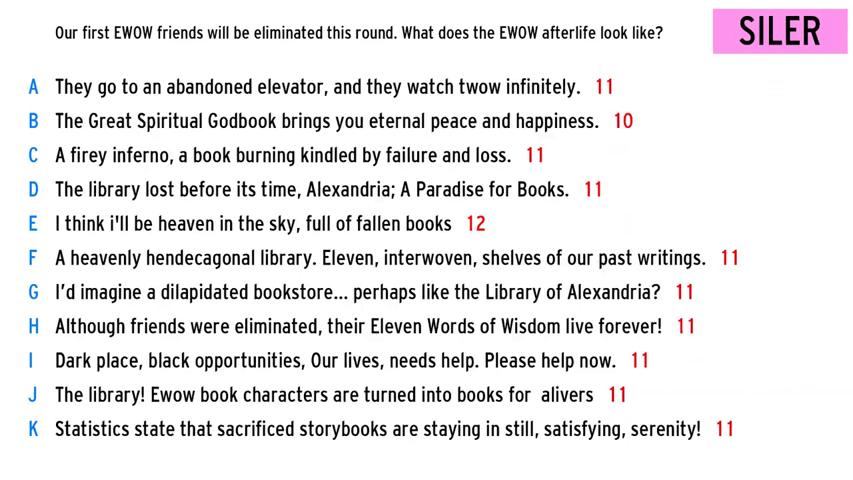 Our first EWOW friends will be eliminated this round. What does the EWOW afterlife look like?
SILER
A They go to an abandoned elevator, and they watch twow infinitely. 11
B The Great Spiritual Godbook brings you eternal peace and happiness. 10
C A firey inferno, a book burning kindled by failure and loss. 11
D The library lost before its time, Alexandria; A Paradise for Books. 11
E I think i'll be heaven in the sky, full of fallen books 12
F A heavenly hendecagonal library. Eleven, interwoven, shelves of our past writings. 11
G I’d imagine a dilapidated bookstore... perhaps like the Library of Alexandria? 11
H Although friends were eliminated, their Eleven Words of Wisdom live forever! 11
I Dark place, black opportunities, Our lives, needs help. Please help now. 11
J The library! Ewow book characters are turned into books for  alivers 11
K Statistics state that sacrificed storybooks are staying in still, satisfying, serenity! 11